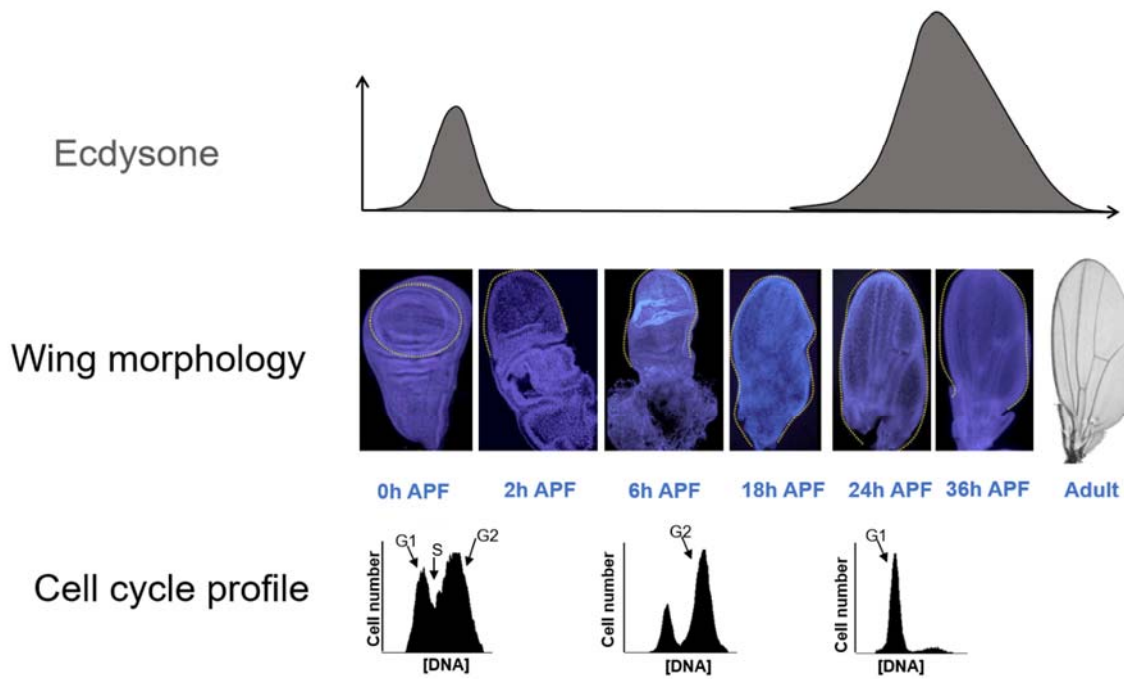 Ecdysone
Wing morphology
0h APF
2h APF
6h APF
18h APF
24h APF
36h APF
Adult
Cell cycle profile
Cell number
G1
S
G2
[DNA]
Cell number
G2
[DNA]
Cell number
G1
[DNA]